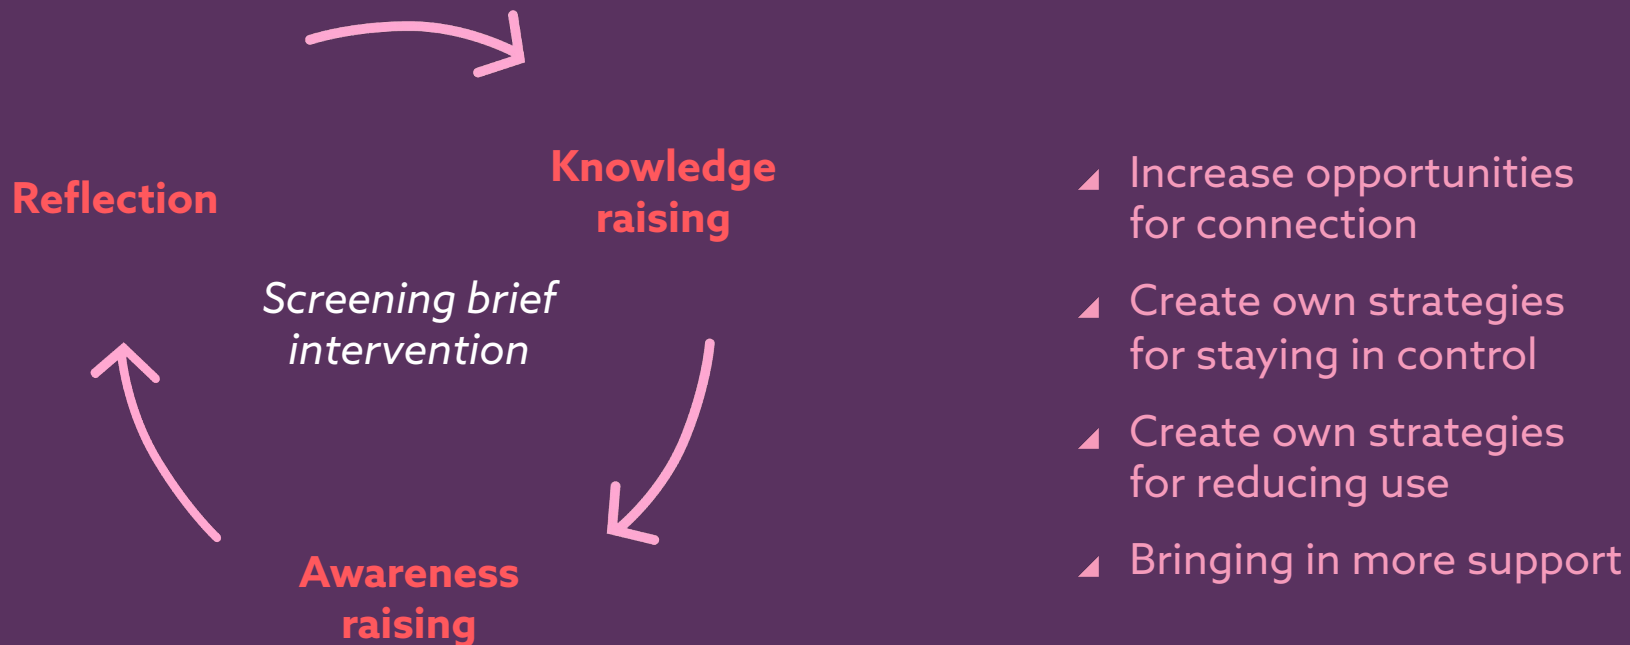 Reflection
Knowledge
raising
Screening brief
intervention
Awareness
raising
Increase opportunities
for connection
Create own strategies
for staying in control
Create own strategies
for reducing use
Bringing in more support